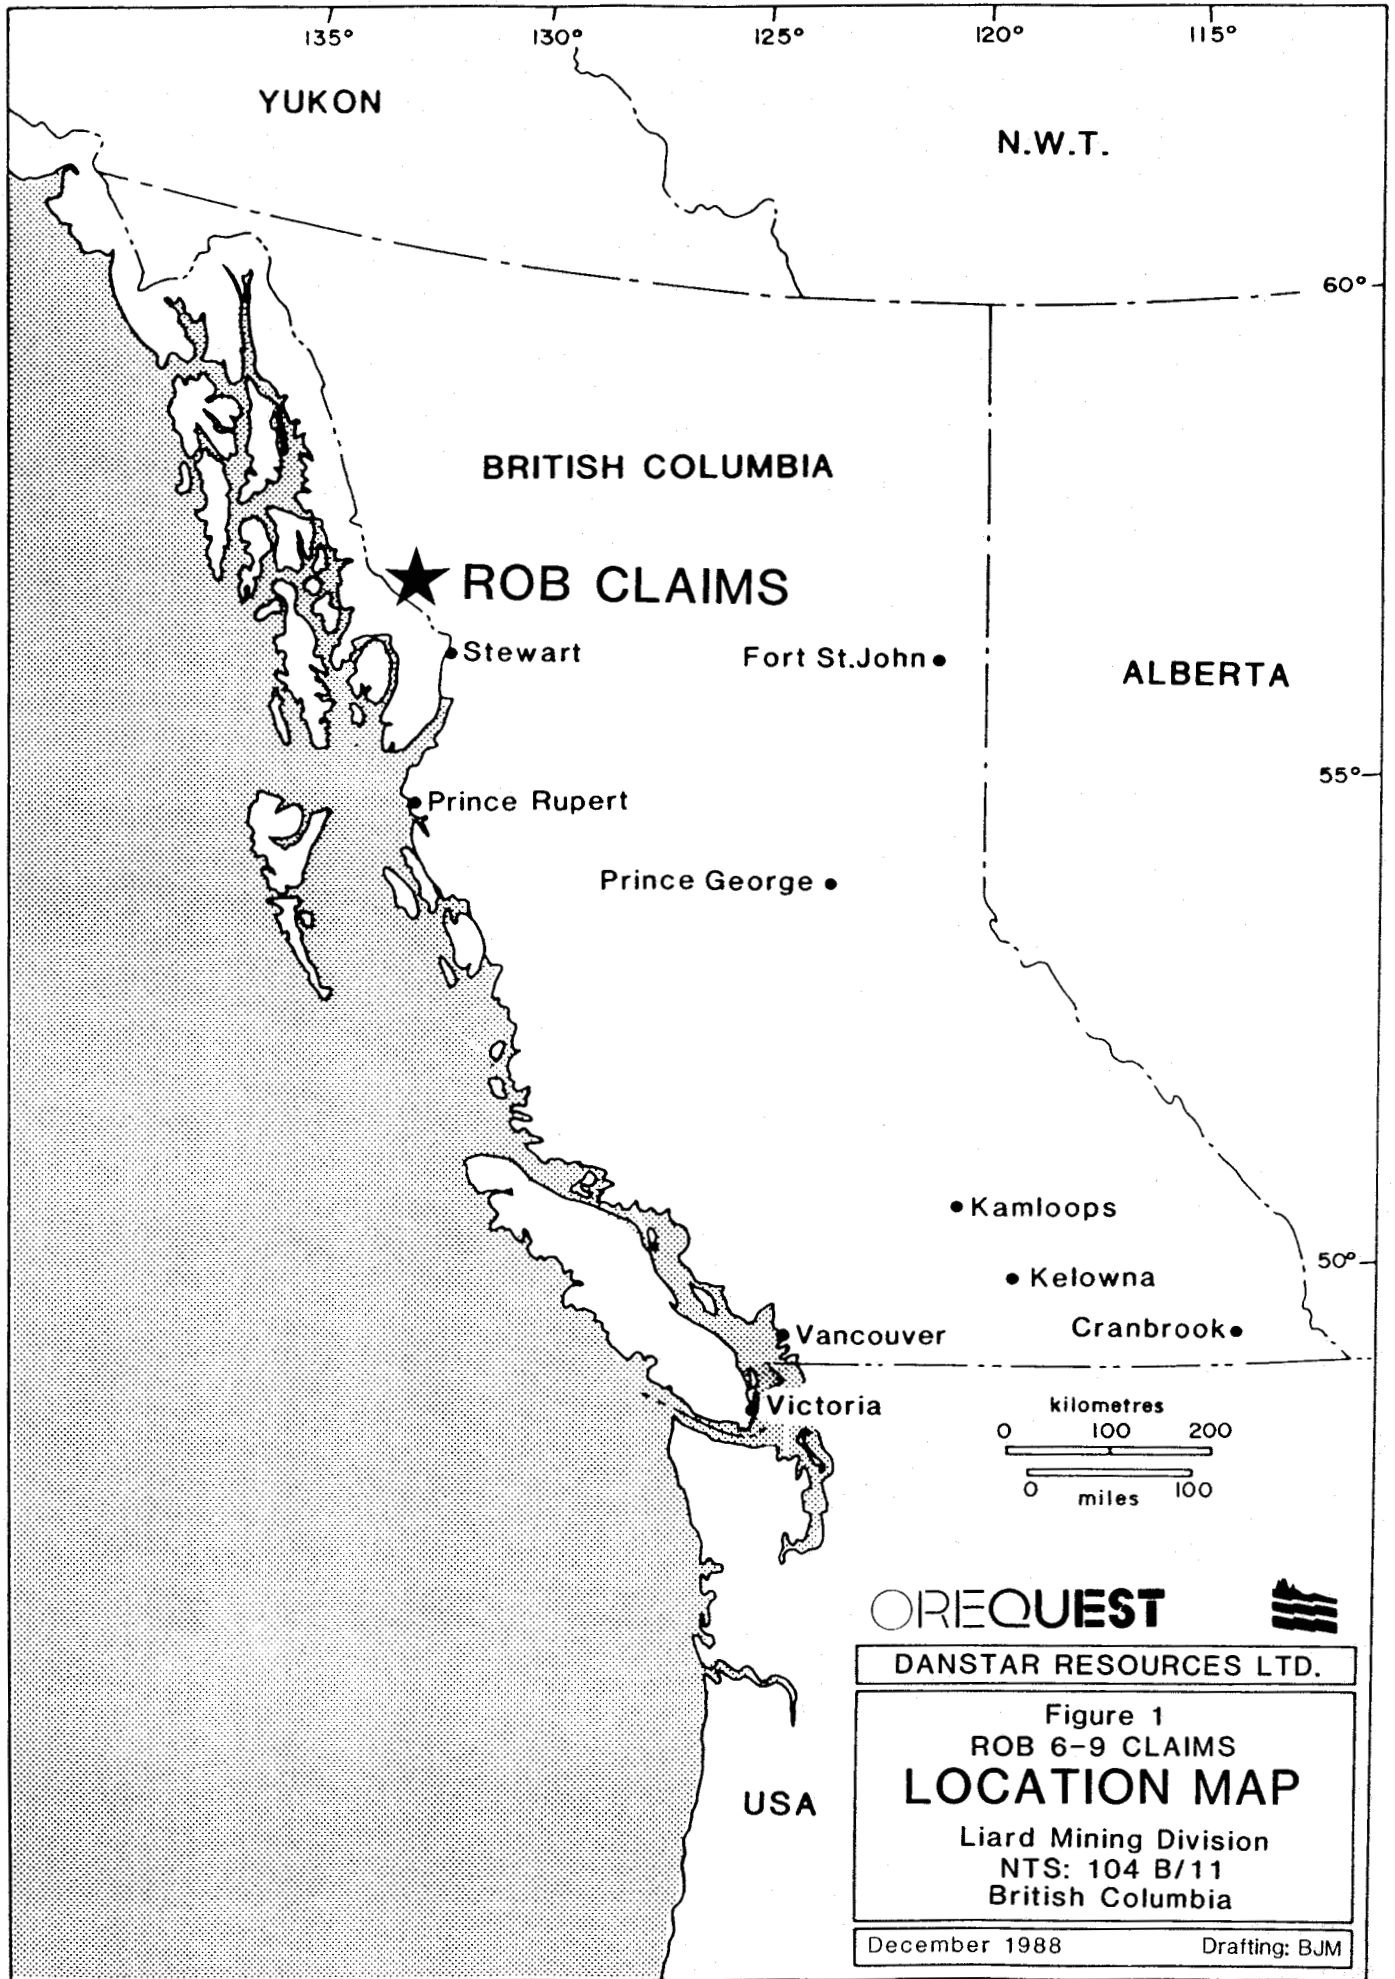 135° 130° 125° 120° 115°
YUKON
N.W.T.
60°
BRITISH COLUMBIA
ROB CLAIMS
Stewart
Fort St.John
ALBERTA
55°
Prince Rupert
Prince George
Kamloops
50°
Kelowna
Vancouver
Cranbrook
Victoria
kilometres
0 100 200
0 miles 100
OREQUEST
DANSTAR RESOURCES LTD.
Figure 1
ROB 6-9 CLAIMS
LOCATION MAP
USA
Liard Mining Division
NTS: 104 B/11
British Columbia
December 1988 Drafting: BJM